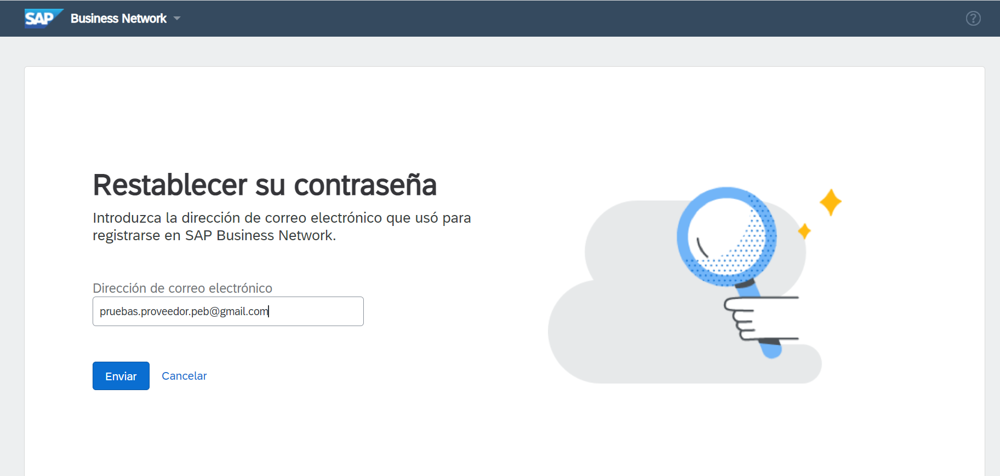 SAP Business Network
?
Restablecer su contraseña
Introduzca la dirección de correo electrónico que usó para
registrarse en SAP Business Network.
Dirección de correo electrónico
pruebas.proveedor.peb@gmail.com
Enviar Cancelar